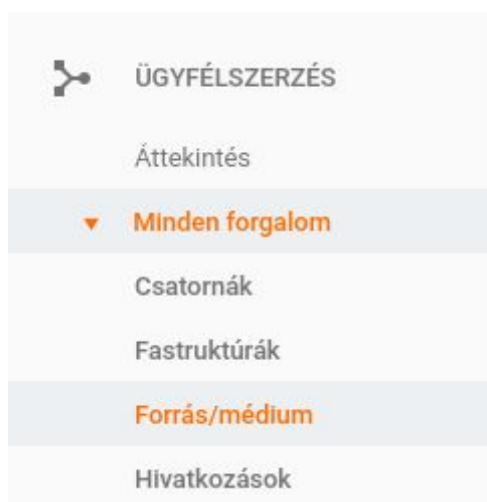 ÜGYFÉLSZERZÉS
Áttekintés
Minden forgalom
Csatornák
Fastruktúrák
Forrás/médium
Hivatkozások